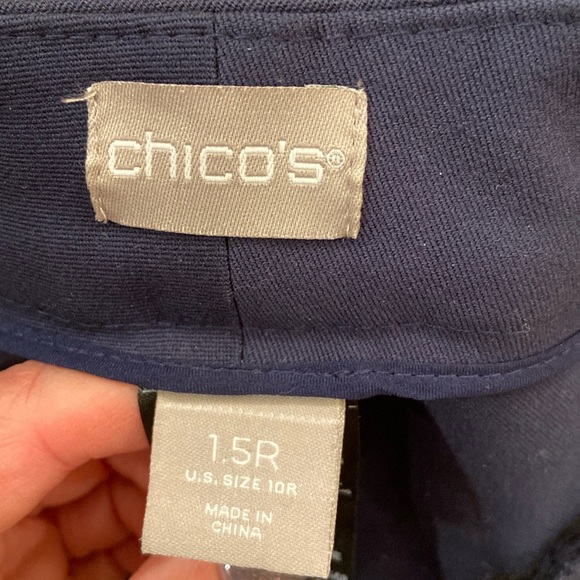 chico's®
1.5R
U.S. SIZE 10R
MADE IN
CHINA